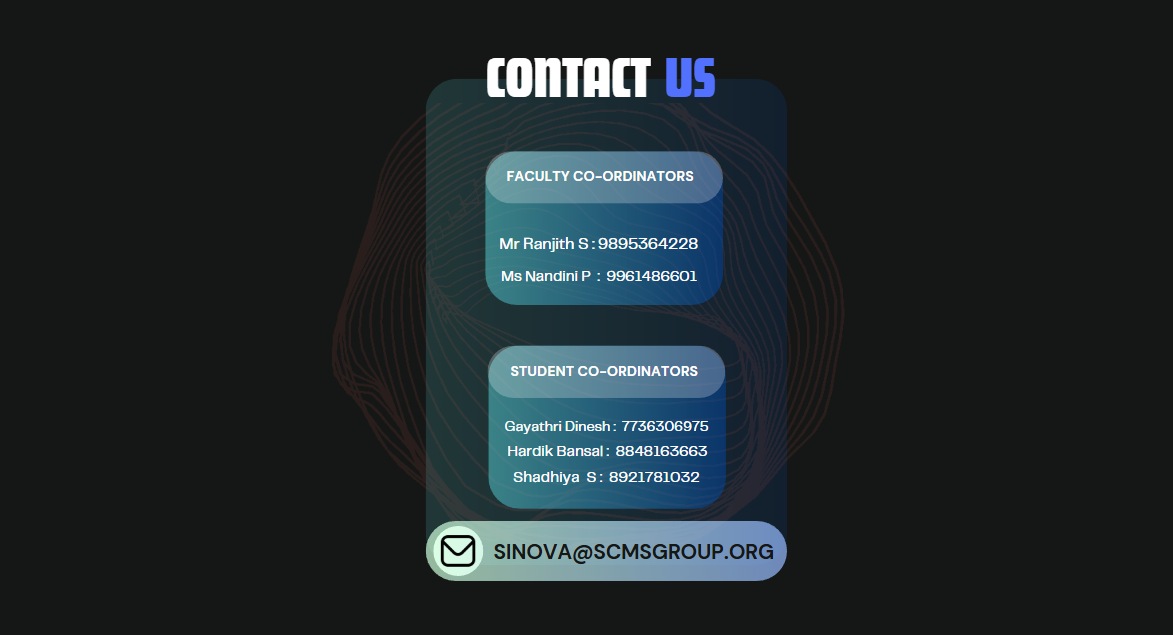 CONTACT US
FACULTY CO-ORDINATORS
Mr Ranjith S : 9895364228
Ms Nandini P : 9961486601
STUDENT CO-ORDINATORS
Gayathri Dinesh : 7736306975
Hardik Bansal : 8848163663
Shadhiya S : 8921781032
SINOVA@SCMSGROUP.ORG